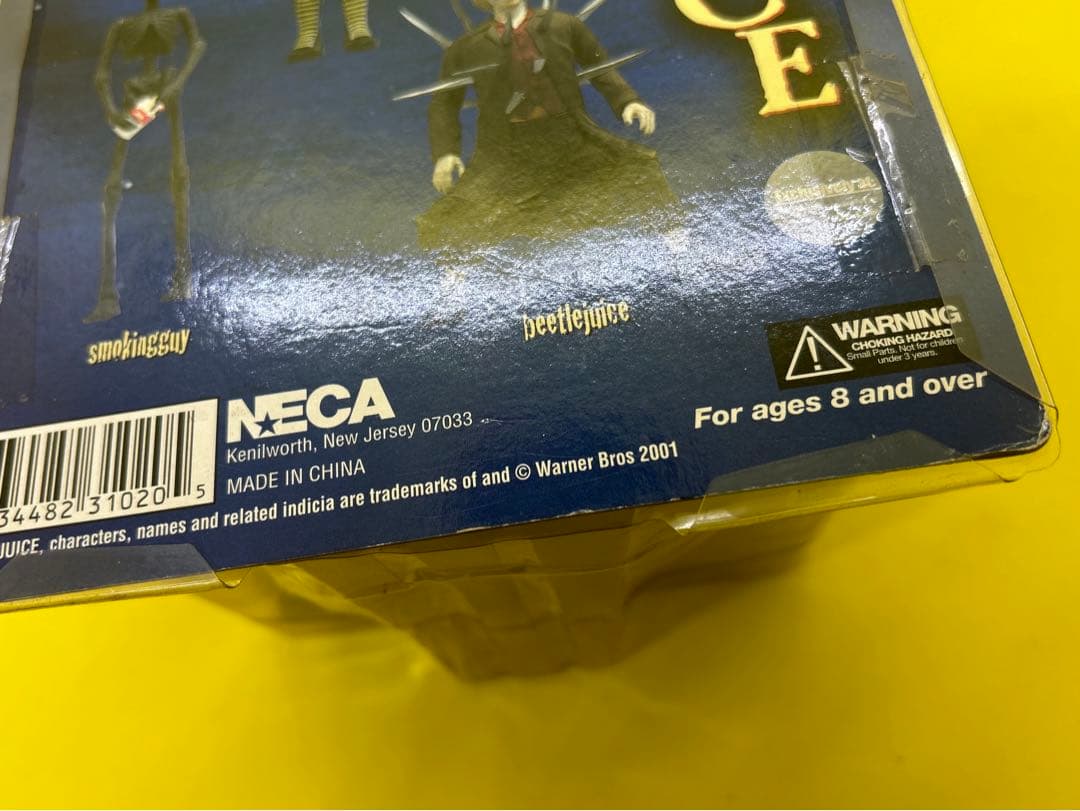 CE
smokingguy
beetlejuice
WARNING
CHOKING HAZARD
Small Parts. Not for children
under 3 years.
For ages 8 and over
NECA
Kenilworth, New Jersey 07033
MADE IN CHINA
34482 31020 5
JUICE, characters, names and related indicia are trademarks of and © Warner Bros 2001